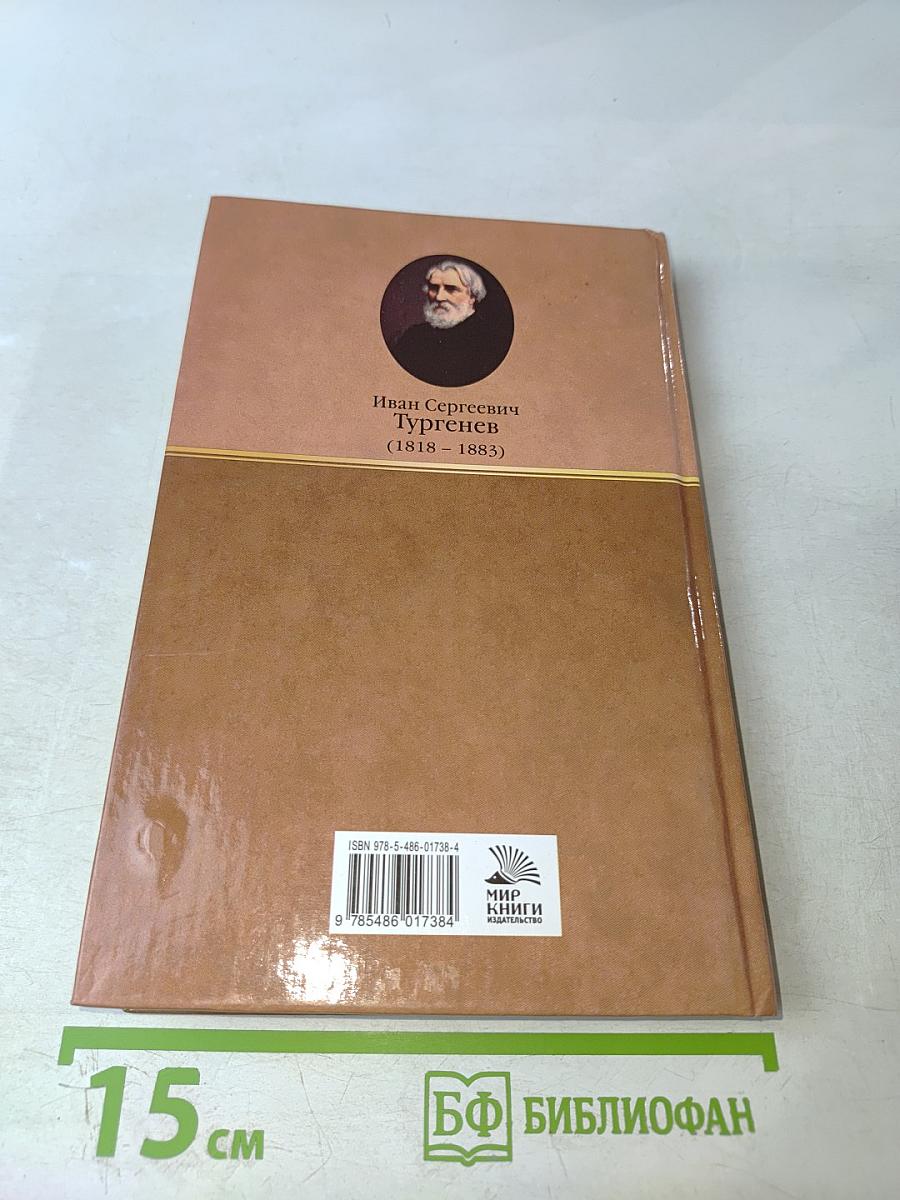 Иван Сергеевич
Тургенев
(1818 – 1883)
ISBN 978-5-486-01738-4
9 785486 017384
МИР
КНИГИ
ИЗДАТЕЛЬСТВО
15 см
БФ БИБЛИОФАН